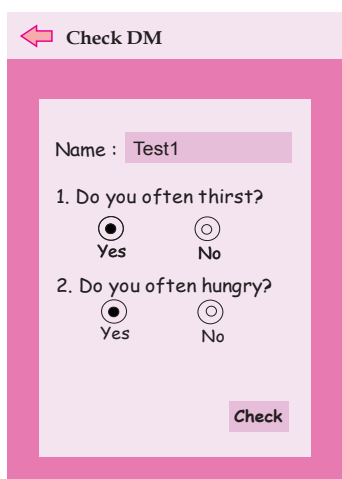 Check DM
Name : Test1
1. Do you often thirst?
Yes No
2. Do you often hungry?
Yes No
Check